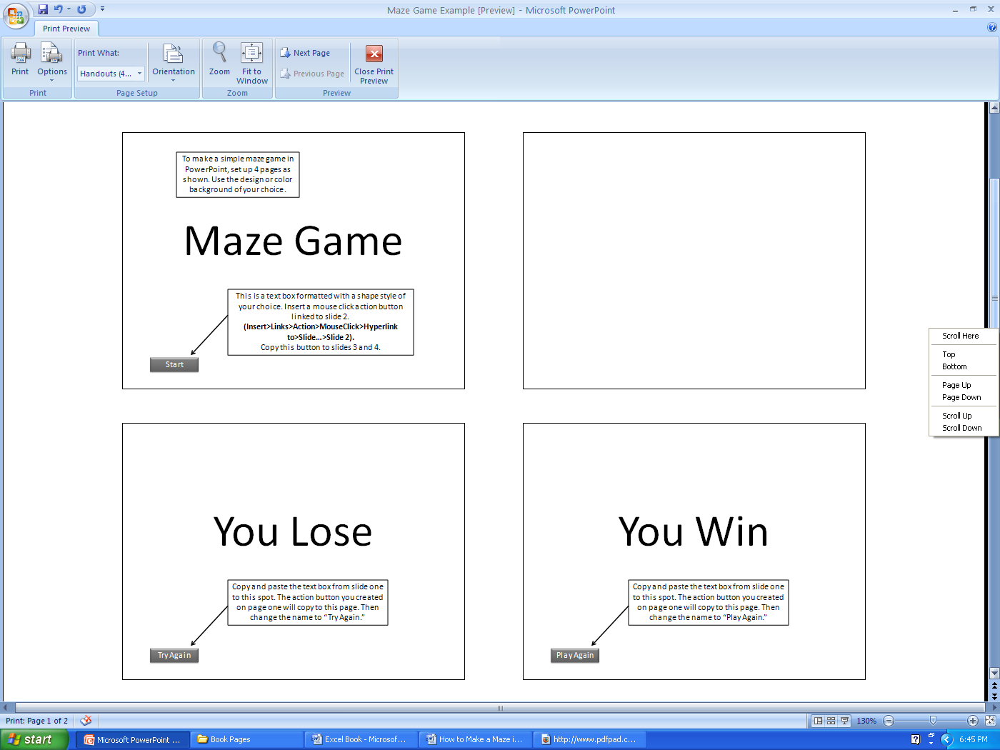 Maze Game Example [Preview] - Microsoft PowerPoint
Print Preview
Print
Options
Print
Print What:
Handouts (4...
Orientation
Page Setup
Zoom
Fit to
Window
Zoom
Next Page
Previous Page
Close Print
Preview
Preview
To make a simple maze game in
PowerPoint, set up 4 pages as
shown. Use the design or color
background of your choice.
Maze Game
This is a text box formatted with a shape style of
your choice. Insert a mouse click action button
linked to slide 2.
(Insert>Links>Action>MouseClick>Hyperlink
to>Slide...>Slide 2).
Copy this button to slides 3 and 4.
Start
You Lose
Copy and paste the text box from slide one
to this spot. The action button you created
on page one will copy to this page. Then
change the name to “Try Again.”
Try Again
You Win
Copy and paste the text box from slide one
to this spot. The action button you created
on page one will copy to this page. Then
change the name to “Play Again.”
Play Again
Scroll Here
Top
Bottom
Page Up
Page Down
Scroll Up
Scroll Down
Print: Page 1 of 2
130%
start
Microsoft PowerPoint ...
Book Pages
Excel Book - Microsof...
How to Make a Maze i...
http://www.pdfpad.c...
6:45 PM